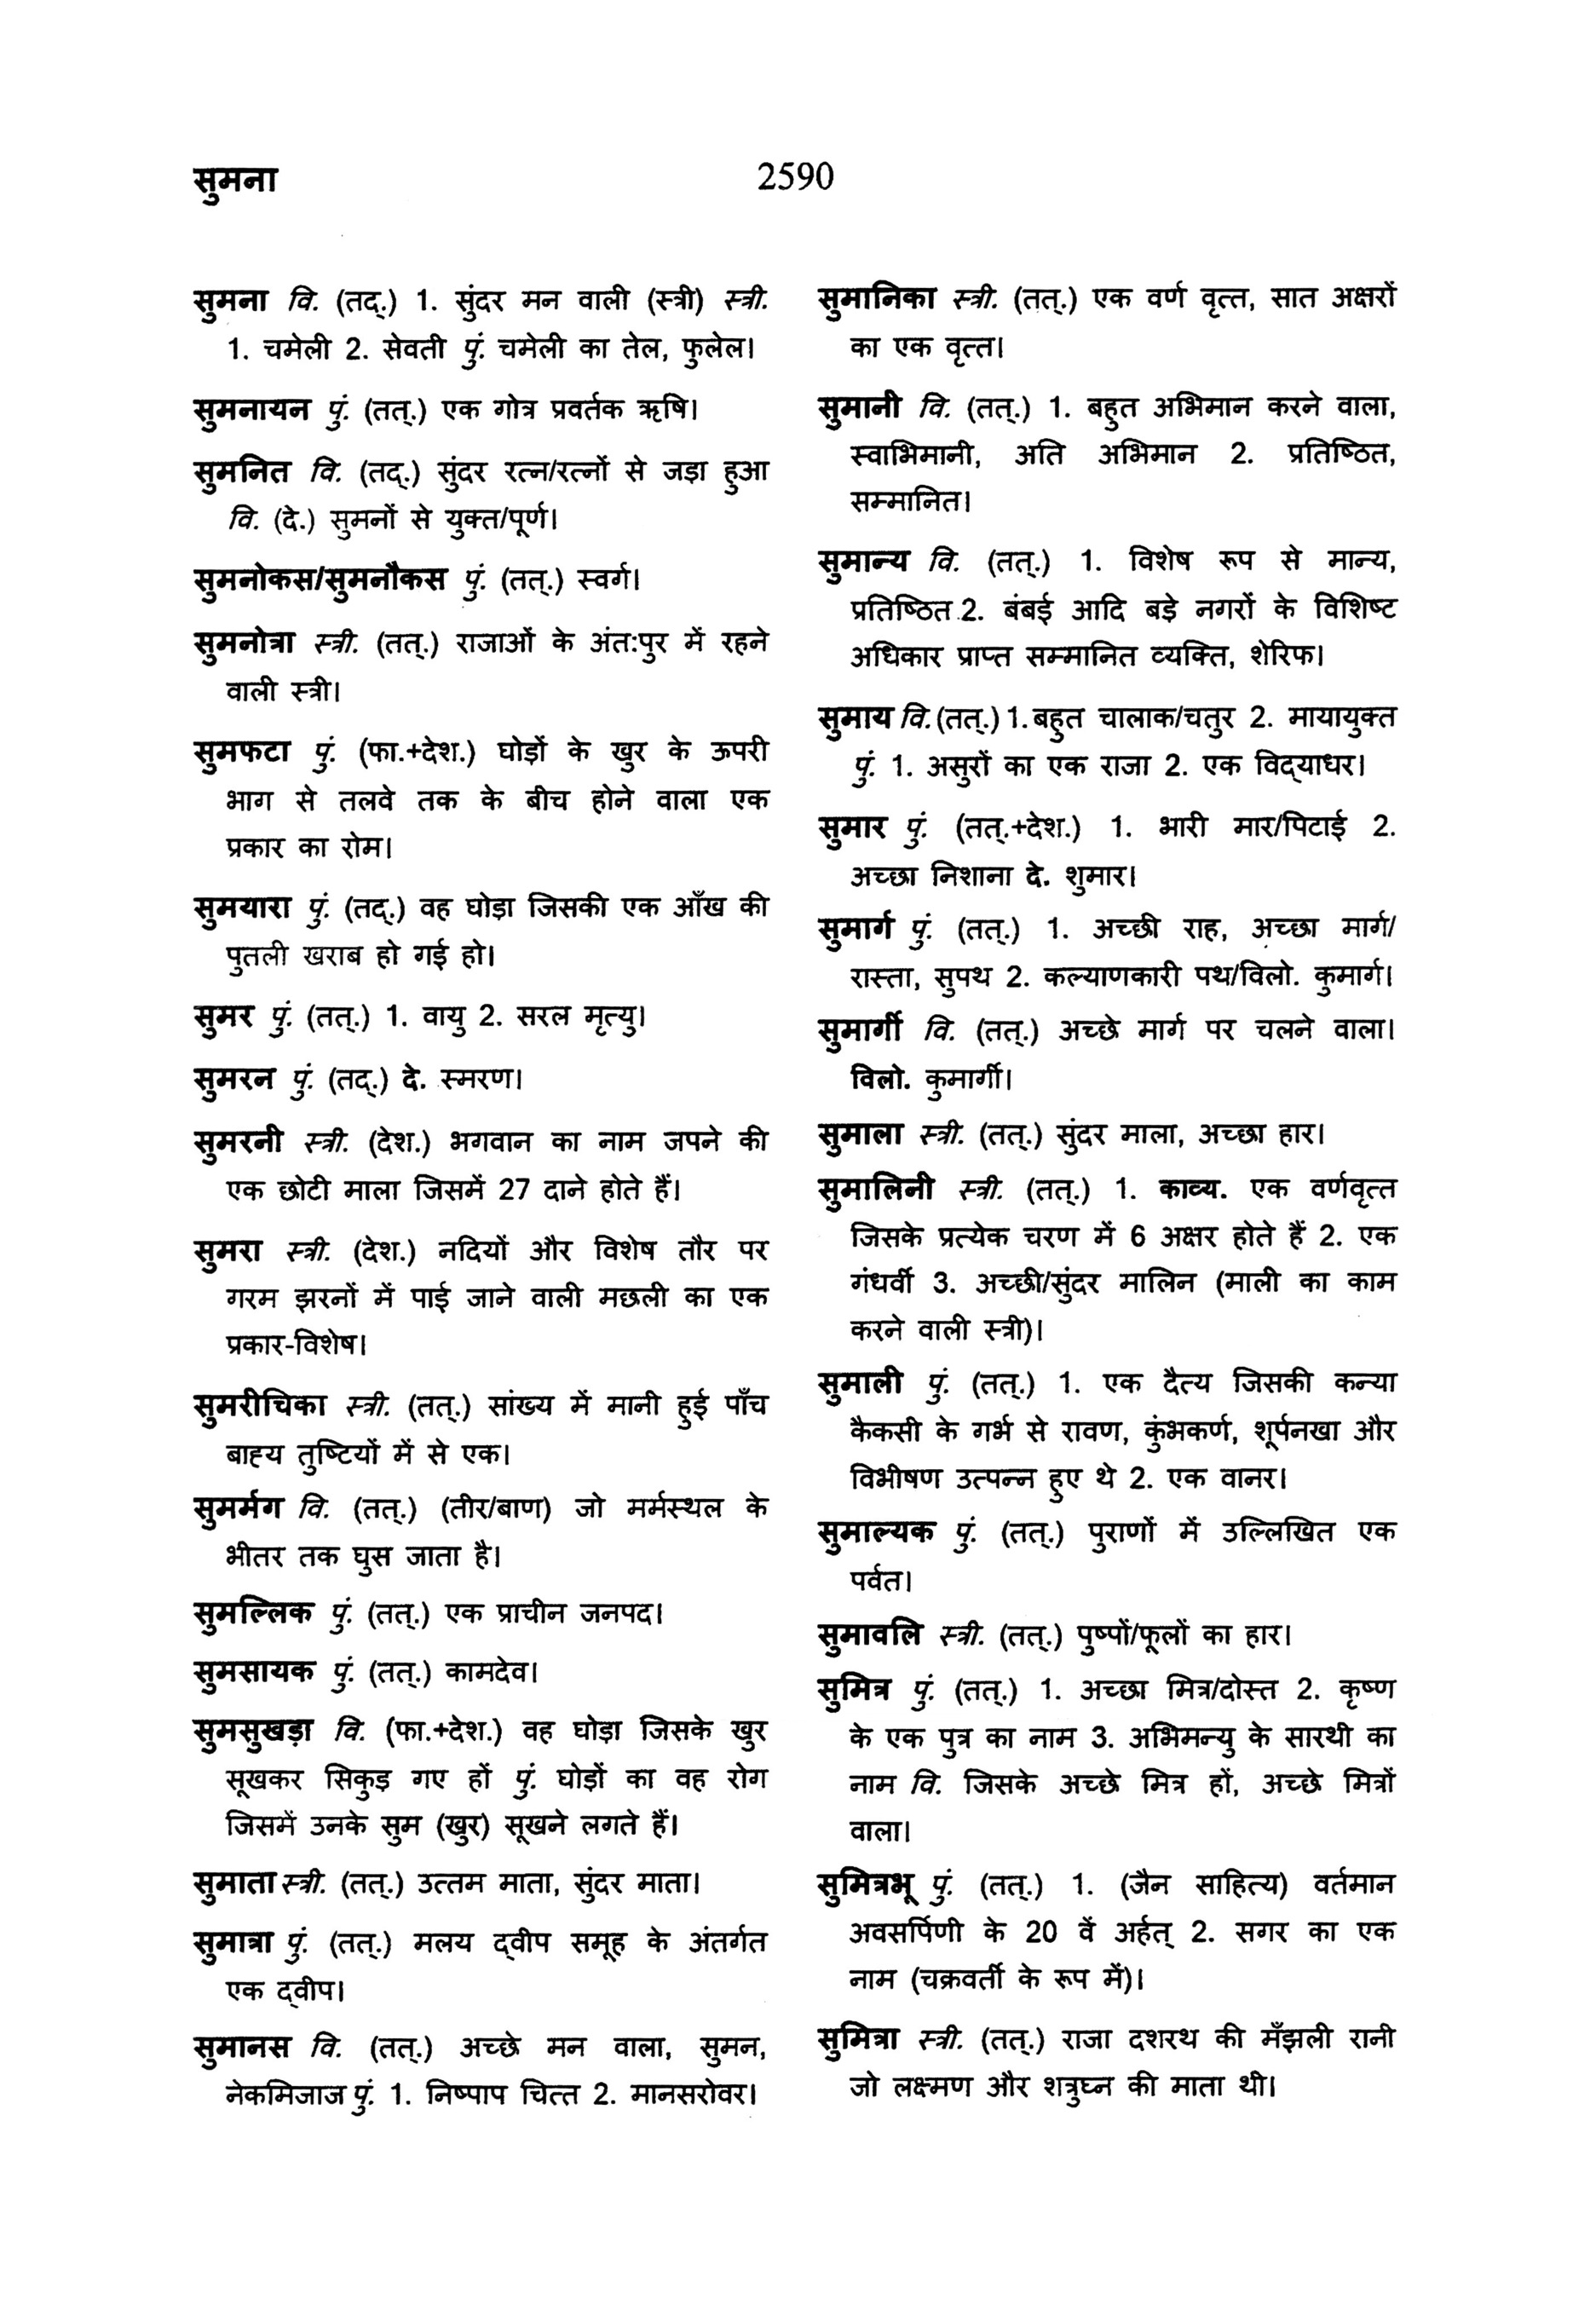 सुमना
2590
सुमना वि. (तद्.) 1. सुंदर मन वाली (स्त्री) स्त्री.
1. चमेली 2. सेवती पुं. चमेली का तेल, फुलेल।
सुमनायन पुं. (तत्.) एक गोत्र प्रवर्तक ऋषि।
सुमनित वि. (तद्.) सुंदर रत्न/रत्नों से जड़ा हुआ
वि. (दे.) सुमनों से युक्त/पूर्ण।
सुमनोकस/सुमनौकस पुं. (तत्.) स्वर्ग।
सुमनोत्रा स्त्री. (तत्.) राजाओं के अंत:पुर में रहने
वाली स्त्री।
सुमफटा पुं. (फा.+देश.) घोड़ों के खुर के ऊपरी
भाग से तलवे तक के बीच होने वाला एक
प्रकार का रोम।
सुमयारा पुं. (तद्.) वह घोड़ा जिसकी एक आँख की
पुतली खराब हो गई हो।
सुमर पुं. (तत्.) 1. वायु 2. सरल मृत्यु।
सुमरन पुं. (तद्.) दे. स्मरण।
सुमरनी स्त्री. (देश.) भगवान का नाम जपने की
एक छोटी माला जिसमें 27 दाने होते हैं।
सुमरा स्त्री. (देश.) नदियों और विशेष तौर पर
गरम झरनों में पाई जाने वाली मछली का एक
प्रकार-विशेष।
सुमरीचिका स्त्री. (तत्.) सांख्य में मानी हुई पाँच
बाह्य तुष्टियों में से एक।
सुमर्मग वि. (तत्.) (तीर/बाण) जो मर्मस्थल के
भीतर तक घुस जाता है।
सुमल्लिक पुं. (तत्.) एक प्राचीन जनपद।
सुमसायक पुं. (तत्.) कामदेव।
सुमसुखड़ा वि. (फा.+देश.) वह घोड़ा जिसके खुर
सूखकर सिकुड़ गए हों पुं. घोड़ों का वह रोग
जिसमें उनके सुम (खुर) सूखने लगते हैं।
सुमाता स्त्री. (तत्.) उत्तम माता, सुंदर माता।
सुमात्रा पुं. (तत्.) मलय द्वीप समूह के अंतर्गत
एक द्वीप।
सुमानस वि. (तत्.) अच्छे मन वाला, सुमन,
नेकमिजाज पुं. 1. निष्पाप चित्त 2. मानसरोवर।
सुमानिका स्त्री. (तत्.) एक वर्ण वृत्त, सात अक्षरों
का एक वृत्त।
सुमानी वि. (तत्.) 1. बहुत अभिमान करने वाला,
स्वाभिमानी, अति अभिमान 2. प्रतिष्ठित,
सम्मानित।
सुमान्य वि. (तत्.) 1. विशेष रूप से मान्य,
प्रतिष्ठित 2. बंबई आदि बड़े नगरों के विशिष्ट
अधिकार प्राप्त सम्मानित व्यक्ति, शेरिफ।
सुमाय वि. (तत्.) 1. बहुत चालाक/चतुर 2. मायायुक्त
पुं. 1. असुरों का एक राजा 2. एक विद्याधर।
सुमार पुं. (तत्.+देश.) 1. भारी मार/पिटाई 2.
अच्छा निशाना दे. शुमार।
सुमार्ग पुं. (तत्.) 1. अच्छी राह, अच्छा मार्ग/
रास्ता, सुपथ 2. कल्याणकारी पथ/विलो. कुमार्ग।
सुमार्गी वि. (तत्.) अच्छे मार्ग पर चलने वाला।
विलो. कुमार्गी।
सुमाला स्त्री. (तत्.) सुंदर माला, अच्छा हार।
सुमालिनी स्त्री. (तत्.) 1. काव्य. एक वर्णवृत्त
जिसके प्रत्येक चरण में 6 अक्षर होते हैं 2. एक
गंधर्वी 3. अच्छी/सुंदर मालिन (माली का काम
करने वाली स्त्री)।
सुमाली पुं. (तत्.) 1. एक दैत्य जिसकी कन्या
कैकसी के गर्भ से रावण, कुंभकर्ण, शूर्पनखा और
विभीषण उत्पन्न हुए थे 2. एक वानर।
सुमाल्यक पुं. (तत्.) पुराणों में उल्लिखित एक
पर्वत।
सुमावलि स्त्री. (तत्.) पुष्पों/फूलों का हार।
सुमित्र पुं. (तत्.) 1. अच्छा मित्र/दोस्त 2. कृष्ण
के एक पुत्र का नाम 3. अभिमन्यु के सारथी का
नाम वि. जिसके अच्छे मित्र हों, अच्छे मित्रों
वाला।
सुमित्रभू पुं. (तत्.) 1. (जैन साहित्य) वर्तमान
अवसर्पिणी के 20 वें अर्हत् 2. सगर का एक
नाम (चक्रवर्ती के रूप में)।
सुमित्रा स्त्री. (तत्.) राजा दशरथ की मँझली रानी
जो लक्ष्मण और शत्रुघ्न की माता थी।